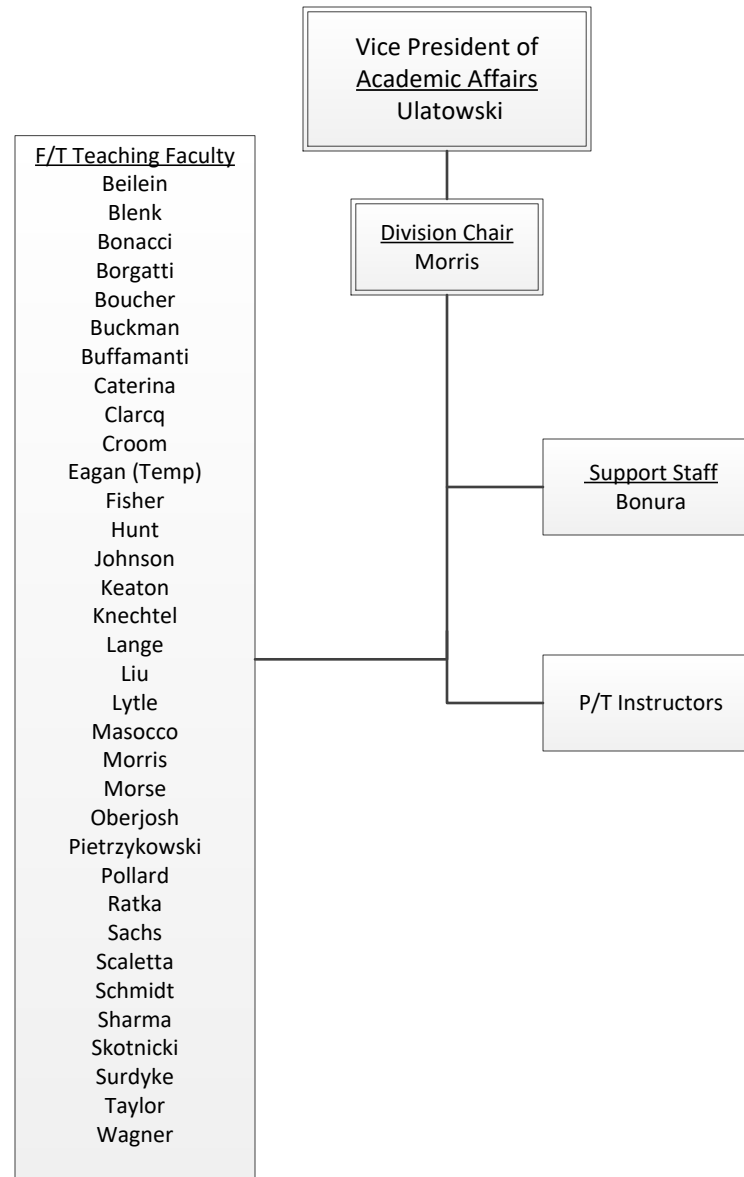 Vice President of
Academic Affairs
Ulatowski
Division Chair
Morris
F/T Teaching Faculty
Beilein
Blenk
Bonacci
Borgatti
Boucher
Buckman
Buffamanti
Caterina
Clarcq
Croom
Eagan (Temp)
Fisher
Hunt
Johnson
Keaton
Knechtel
Lange
Liu
Lytle
Masocco
Morris
Morse
Oberjosh
Pietrzykowski
Pollard
Ratka
Sachs
Scaletta
Schmidt
Sharma
Skotnicki
Surdyke
Taylor
Wagner
Support Staff
Bonura
P/T Instructors